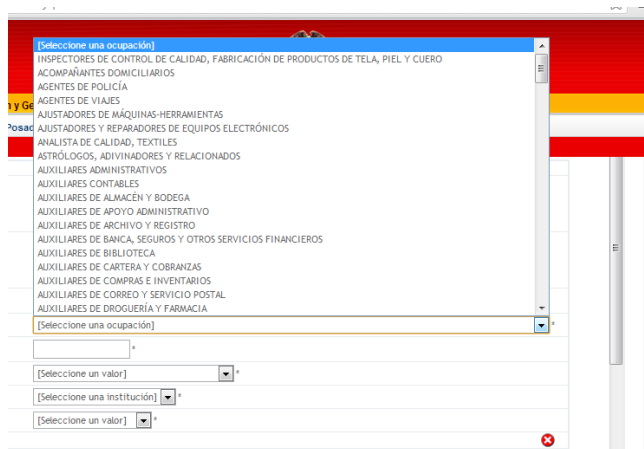 [Seleccione una ocupación]
INSPECTORES DE CONTROL DE CALIDAD, FABRICACIÓN DE PRODUCTOS DE TELA, PIEL Y CUERO
ACOMPAÑANTES DOMICILIARIOS
AGENTES DE POLICÍA
n y Ge
AGENTES DE VIAJES
AJUSTADORES DE MÁQUINAS-HERRAMIENTAS
Posad
AJUSTADORES Y REPARADORES DE EQUIPOS ELECTRÓNICOS
ANALISTA DE CALIDAD, TEXTILES
ASTRÓLOGOS, ADIVINADORES Y RELACIONADOS
AUXILIARES ADMINISTRATIVOS
AUXILIARES CONTABLES
AUXILIARES DE ALMACÉN Y BODEGA
AUXILIARES DE APOYO ADMINISTRATIVO
AUXILIARES DE ARCHIVO Y REGISTRO
AUXILIARES DE BANCA, SEGUROS Y OTROS SERVICIOS FINANCIEROS
AUXILIARES DE BIBLIOTECA
AUXILIARES DE CARTERA Y COBRANZAS
AUXILIARES DE COMPRAS E INVENTARIOS
AUXILIARES DE CORREO Y SERVICIO POSTAL
AUXILIARES DE DROGUERÍA Y FARMACIA
[Seleccione una ocupación] *
*
[Seleccione un valor] *
[Seleccione una institución] *
[Seleccione un valor] *